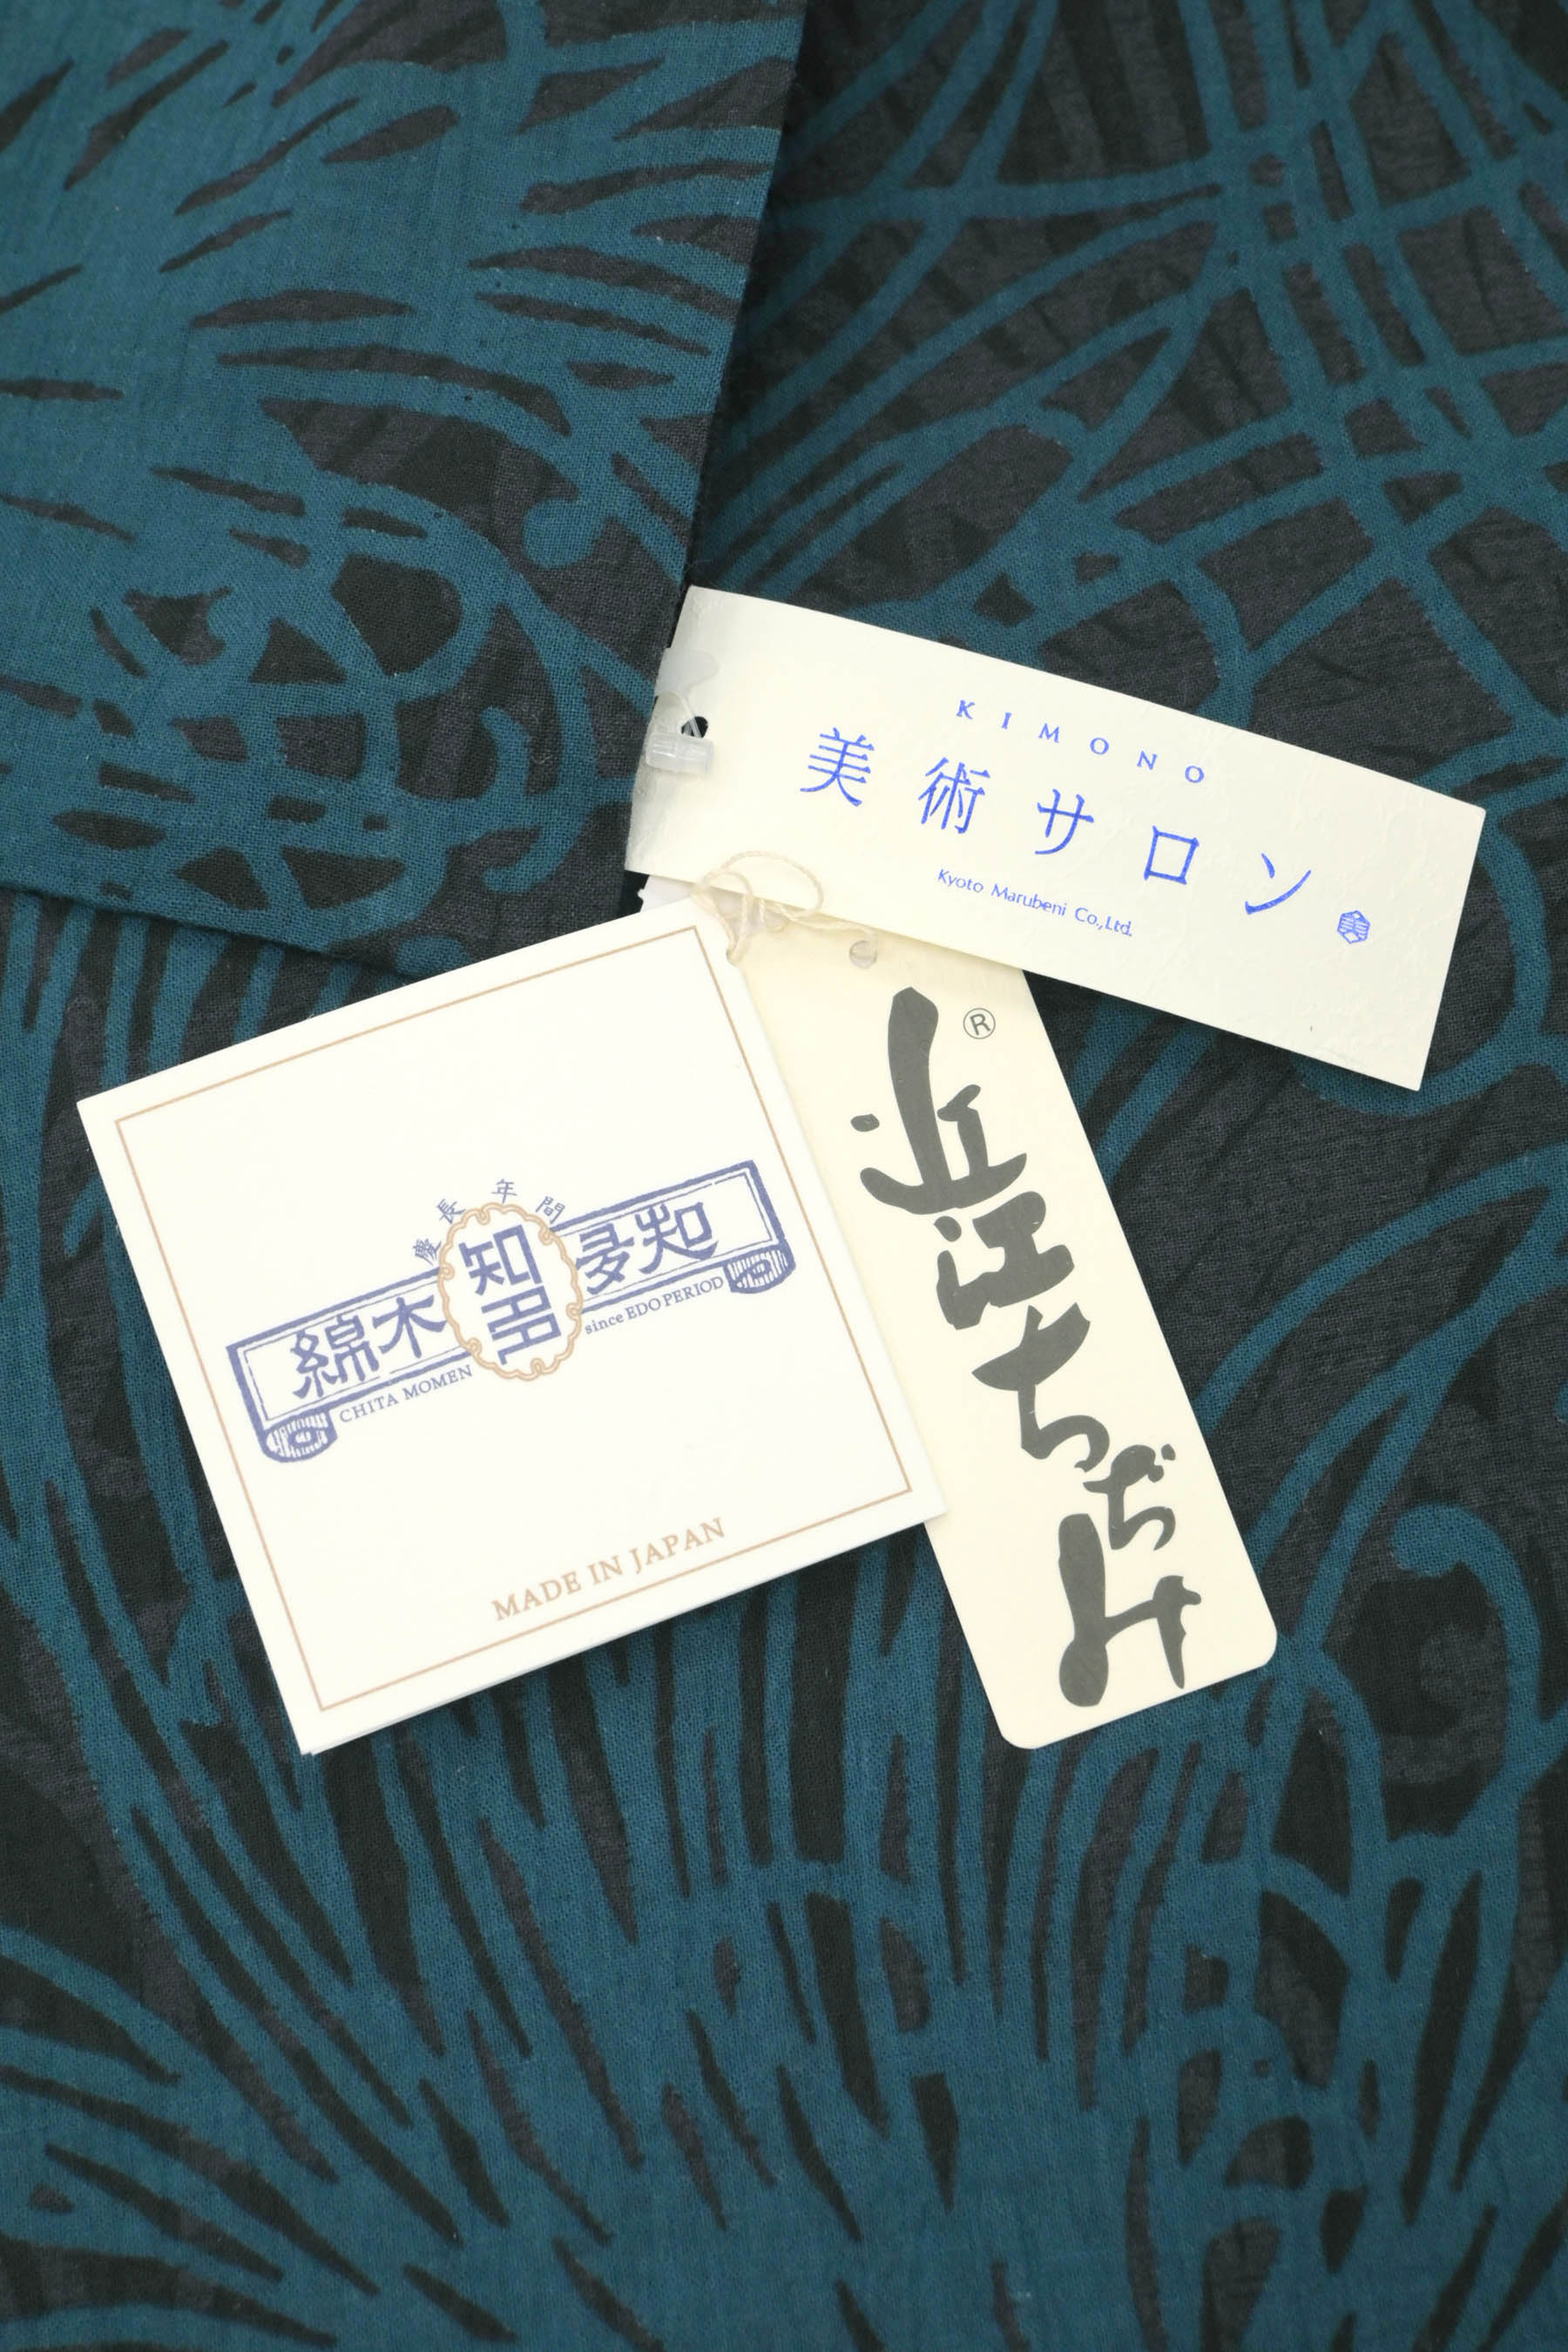 KIMONO
美術サロン
Kyoto Marubeni Co.,Ltd.
®
近江ちぢみ
慶長年間
知多
綿木 多知
CHITA MOMEN
since EDO PERIOD
MADE IN JAPAN